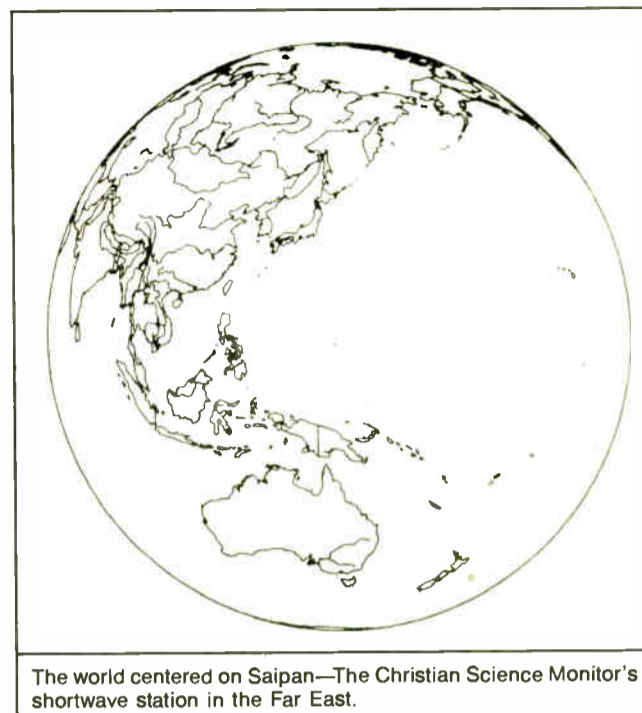 The world centered on Saipan—The Christian Science Monitor's
shortwave station in the Far East.